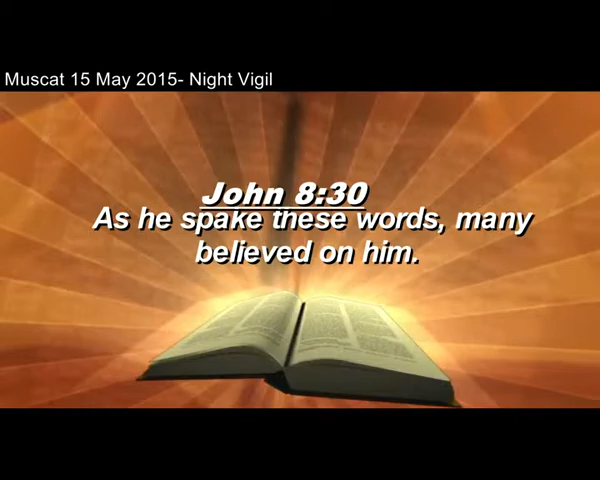 Muscat 15 May 2015- Night Vigil
John 8:30
As he spake these words, many
believed on him.